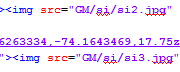 ><img src="GM/si/si2.jpg"
6263334,-74.1643469,17.75z
"><img src="GM/si/si3.jpg"